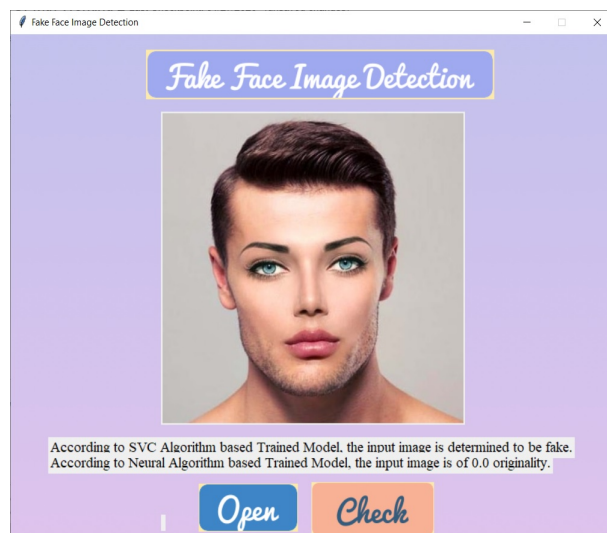 Fake Face Image Detection
Fake Face Image Detection
According to SVC Algorithm based Trained Model, the input image is determined to be fake.
According to Neural Algorithm based Trained Model, the input image is of 0.0 originality.
Open
Check